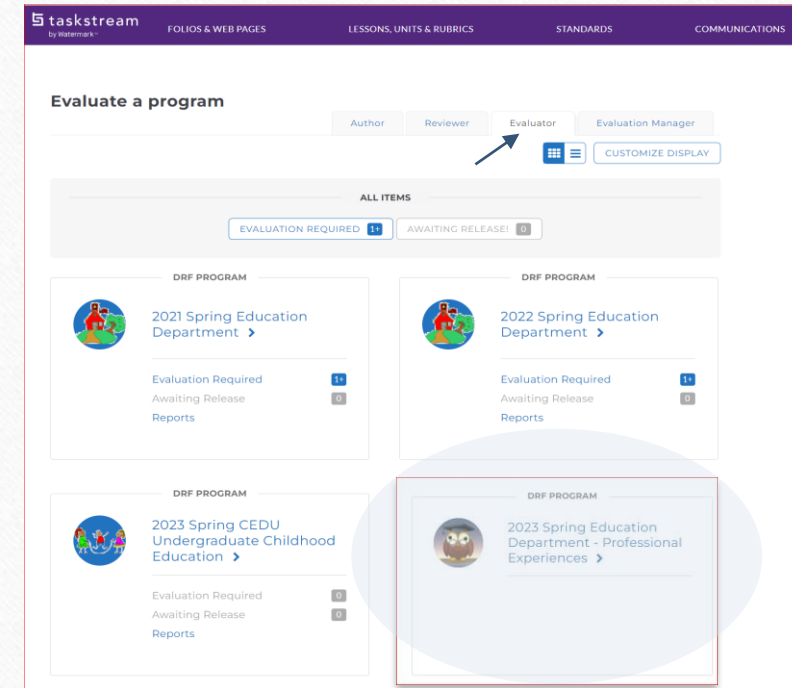 taskstream
by Watermark™
FOLIOS & WEB PAGES
LESSONS, UNITS & RUBRICS
STANDARDS
COMMUNICATIONS
Evaluate a program
Author
Reviewer
Evaluator
Evaluation Manager
CUSTOMIZE DISPLAY
ALL ITEMS
EVALUATION REQUIRED 1+
AWAITING RELEASE! 0
DRF PROGRAM
2021 Spring Education
Department >
Evaluation Required 1+
Awaiting Release 0
Reports
DRF PROGRAM
2022 Spring Education
Department >
Evaluation Required 1+
Awaiting Release 0
Reports
DRF PROGRAM
2023 Spring CEDU
Undergraduate Childhood
Education >
Evaluation Required 0
Awaiting Release 0
Reports
DRF PROGRAM
2023 Spring Education
Department - Professional
Experiences >